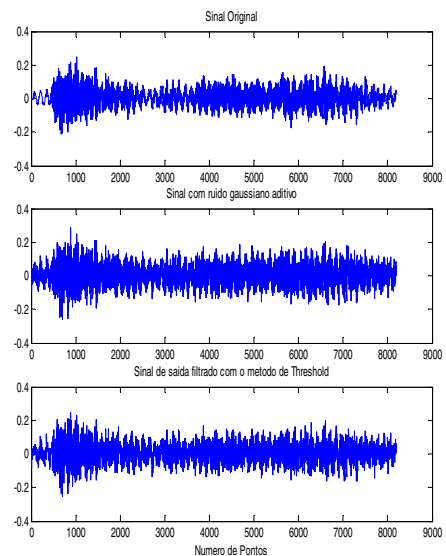 Sinal Original
0.4
0.2
0
-0.2
-0.4
0 1000 2000 3000 4000 5000 6000 7000 8000 9000
Sinal com ruido gaussiano aditivo
0.4
0.2
0
-0.2
-0.4
0 1000 2000 3000 4000 5000 6000 7000 8000 9000
Sinal de saida filtrado com o metodo de Threshold
0.4
0.2
0
-0.2
-0.4
0 1000 2000 3000 4000 5000 6000 7000 8000 9000
Numero de Pontos